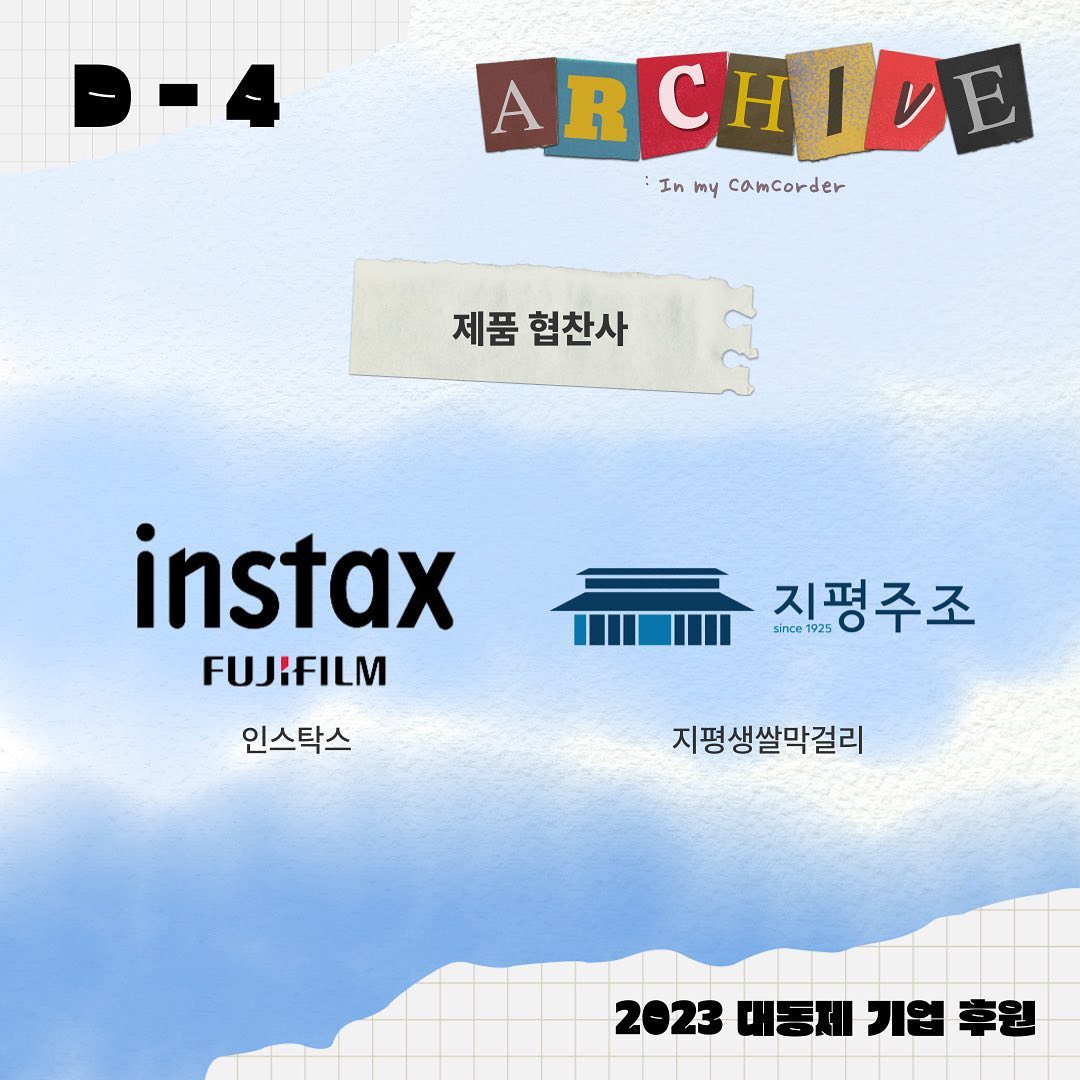 D - 4
ARCHIVE
: In my camcorder
제품 협찬사
instax
FUJIFILM
인스탁스
지평주조
since 1925
지평생쌀막걸리
2023 대동제 기업 후원